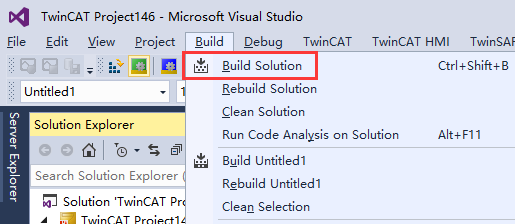 TwinCAT Project146 - Microsoft Visual Studio
File Edit View Project Build Debug TwinCAT TwinCAT HMI TwinSAF
Build Solution Ctrl+Shift+B
Untitled1 1
Rebuild Solution
Clean Solution
Server Explorer
Solution Explorer
Run Code Analysis on Solution Alt+F11
Build Untitled1
Search Solution Explorer
Rebuild Untitled1
Solution 'TwinCAT Pro
Clean Selection
TwinCAT Project146